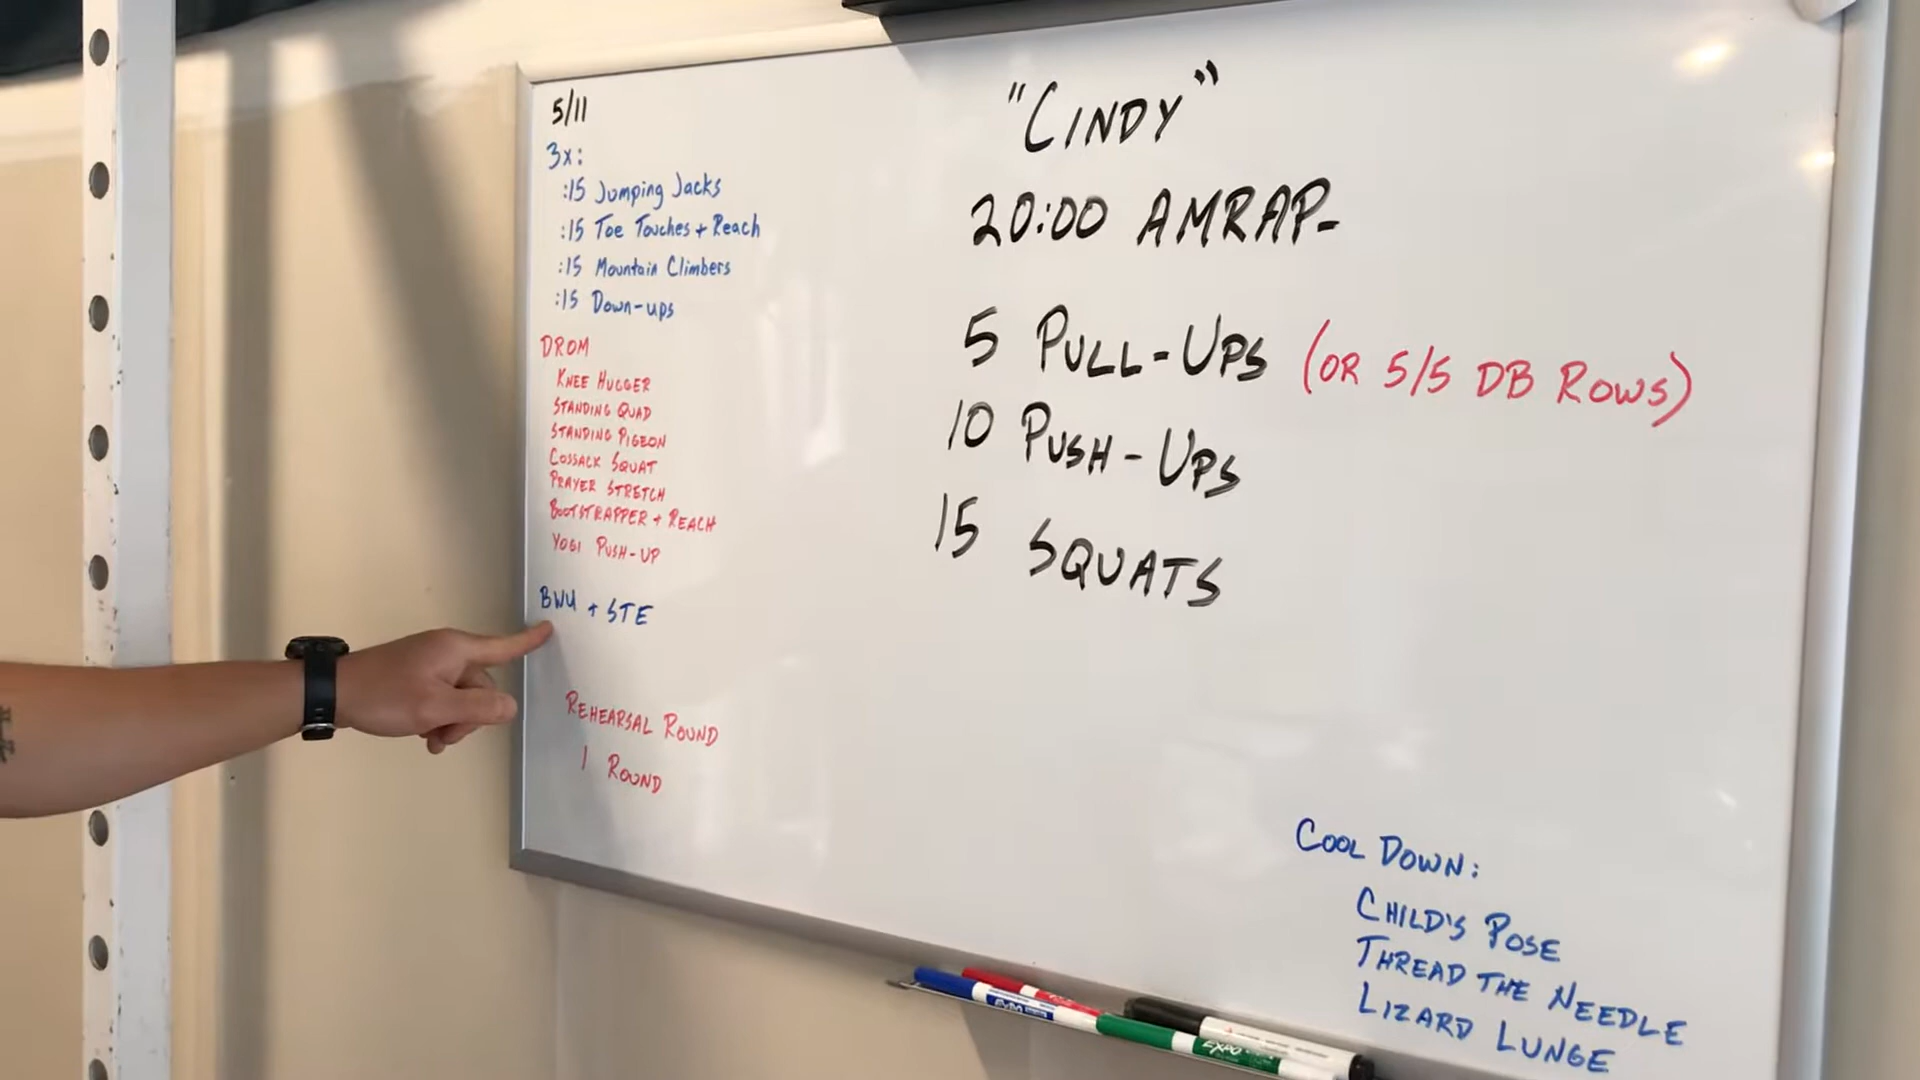 5/11
3x:
:15 Jumping Jacks
:15 Toe Touches + Reach
:15 Mountain Climbers
:15 Down-ups
DROM
KNEE HUGGER
STANDING QUAD
STANDING PIGEON
COSSACK SQUAT
PRAYER STRETCH
BOOTSTRAPPER + REACH
YOGI PUSH-UP
BWU + STE
REHEARSAL ROUND
1 ROUND
"CINDY"
20:00 AMRAP-
5 PULL-UPS (OR 5/5 DB ROWS)
10 PUSH-UPS
15 SQUATS
COOL DOWN:
CHILD'S POSE
THREAD THE NEEDLE
LIZARD LUNGE
EXPO